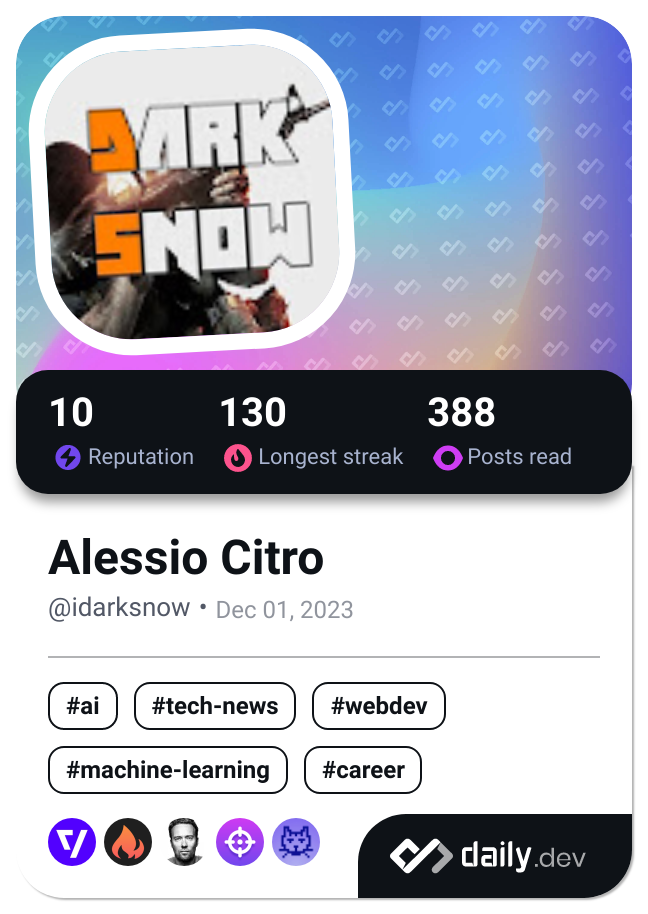 DARK
SNOW
10 130 388
Reputation Longest streak Posts read
Alessio Citro
@idarksnow • Dec 01, 2023
#ai #tech-news #webdev
#machine-learning #career
daily.dev